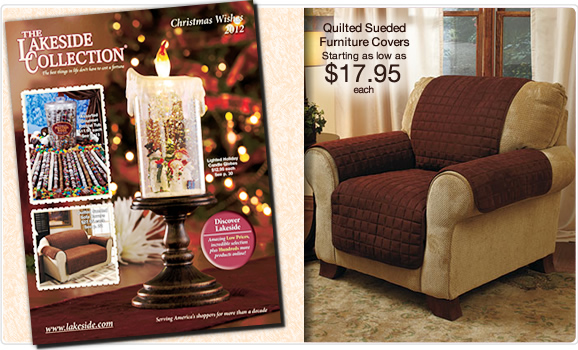 THE
LAKESIDE
COLLECTION®
The best things in life don't have to cost a fortune
Christmas Wishes
2012
Lighted Holiday
Candle Globes
$12.95 each
See p. 30
Discover
Lakeside
Amazing Low Prices,
incredible selection
plus Hundreds more
products online!
www.lakeside.com
Serving America's shoppers for more than a decade
Quilted Sueded
Furniture Covers
Starting as low as
$17.95
each